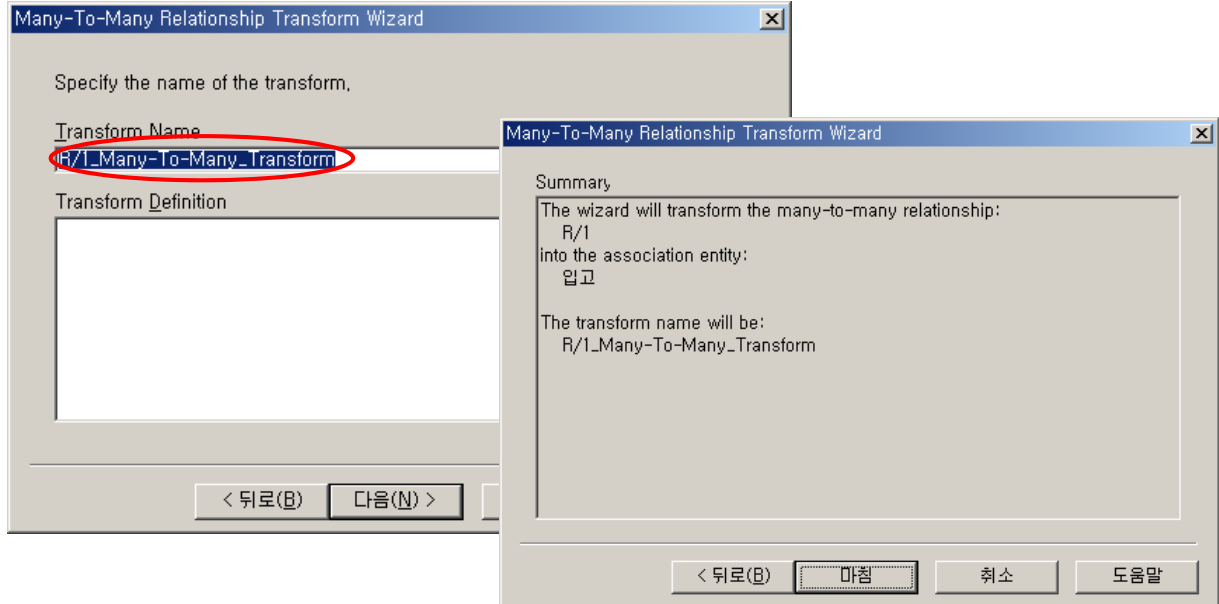 Many-To-Many Relationship Transform Wizard
Specify the name of the transform,
Transform Name
R/1_Many-To-Many_Transform
Transform Definition
< 뒤로(B)
다음(N) >
Many-To-Many Relationship Transform Wizard
Summary
The wizard will transform the many-to-many relationship:
R/1
into the association entity:
입고
The transform name will be:
R/1_Many-To-Many_Transform
< 뒤로(B)
마침
취소
도움말